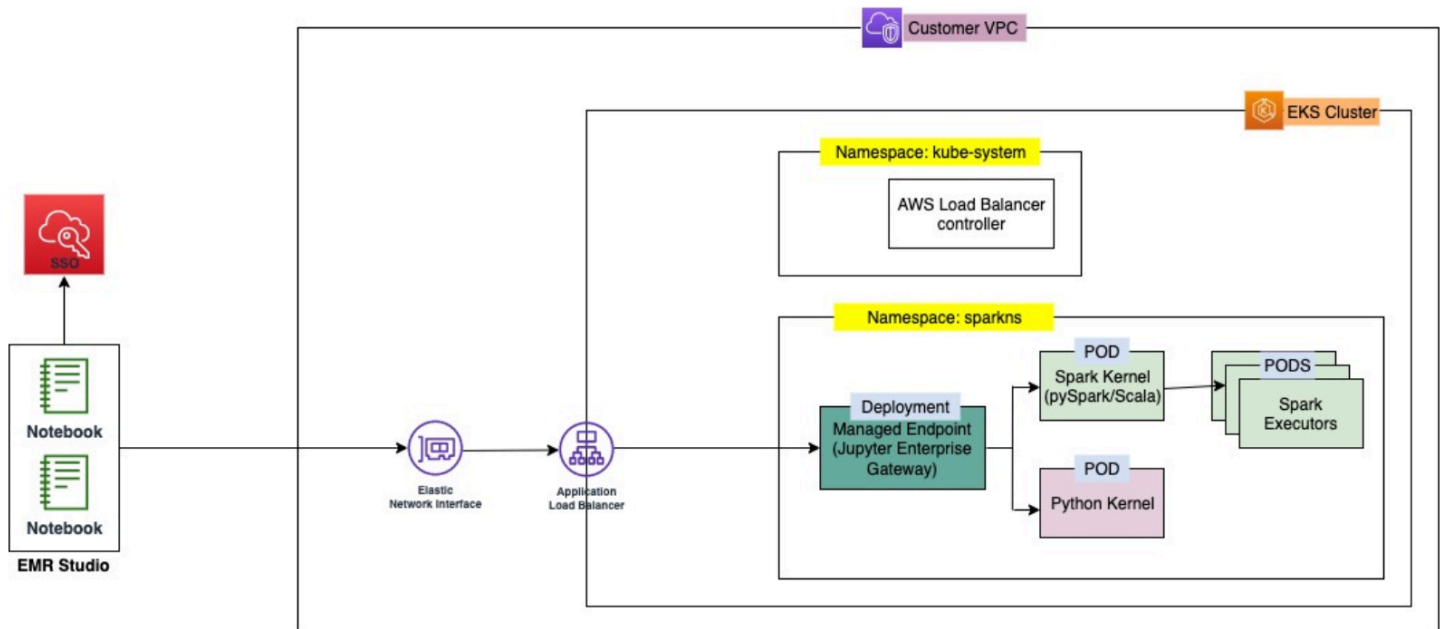 Customer VPC
EKS Cluster
Namespace: kube-system
AWS Load Balancer
controller
SSO
Namespace: sparkns
POD
Spark Kernel
(pySpark/Scala)
PODS
Spark
Executors
Deployment
Managed Endpoint
(Jupyter Enterprise
Gateway)
POD
Python Kernel
Notebook
Notebook
EMR Studio
Elastic
Network Interface
Application
Load Balancer